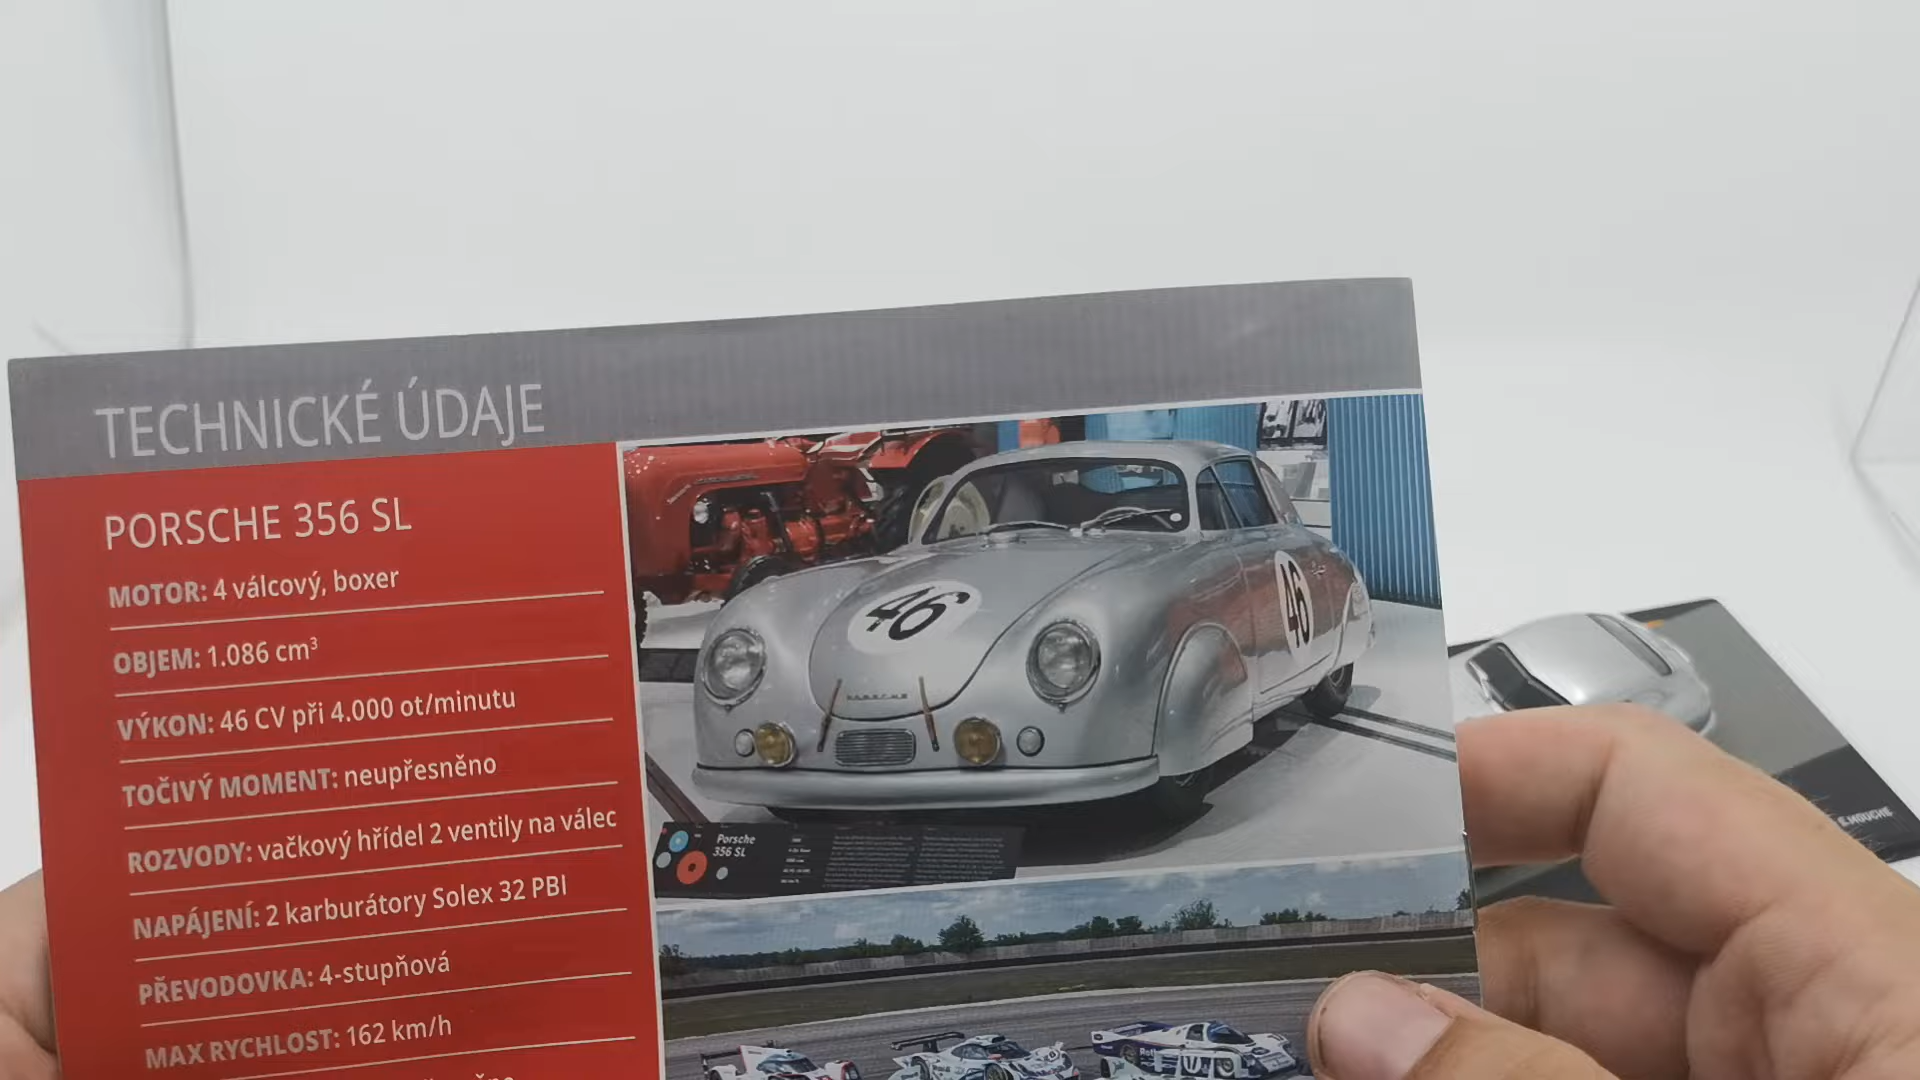 TECHNICKÉ ÚDAJE
PORSCHE 356 SL
MOTOR: 4 válcový, boxer
OBJEM: 1.086 cm³
VÝKON: 46 CV při 4.000 ot/minutu
TOČIVÝ MOMENT: neupřesněno
ROZVODY: vačkový hřídel 2 ventily na válec
NAPÁJENÍ: 2 karburátory Solex 32 PBI
PŘEVODOVKA: 4-stupňová
MAX RYCHLOST: 162 km/h
46
46
PORSCHE
Porsche
356 SL